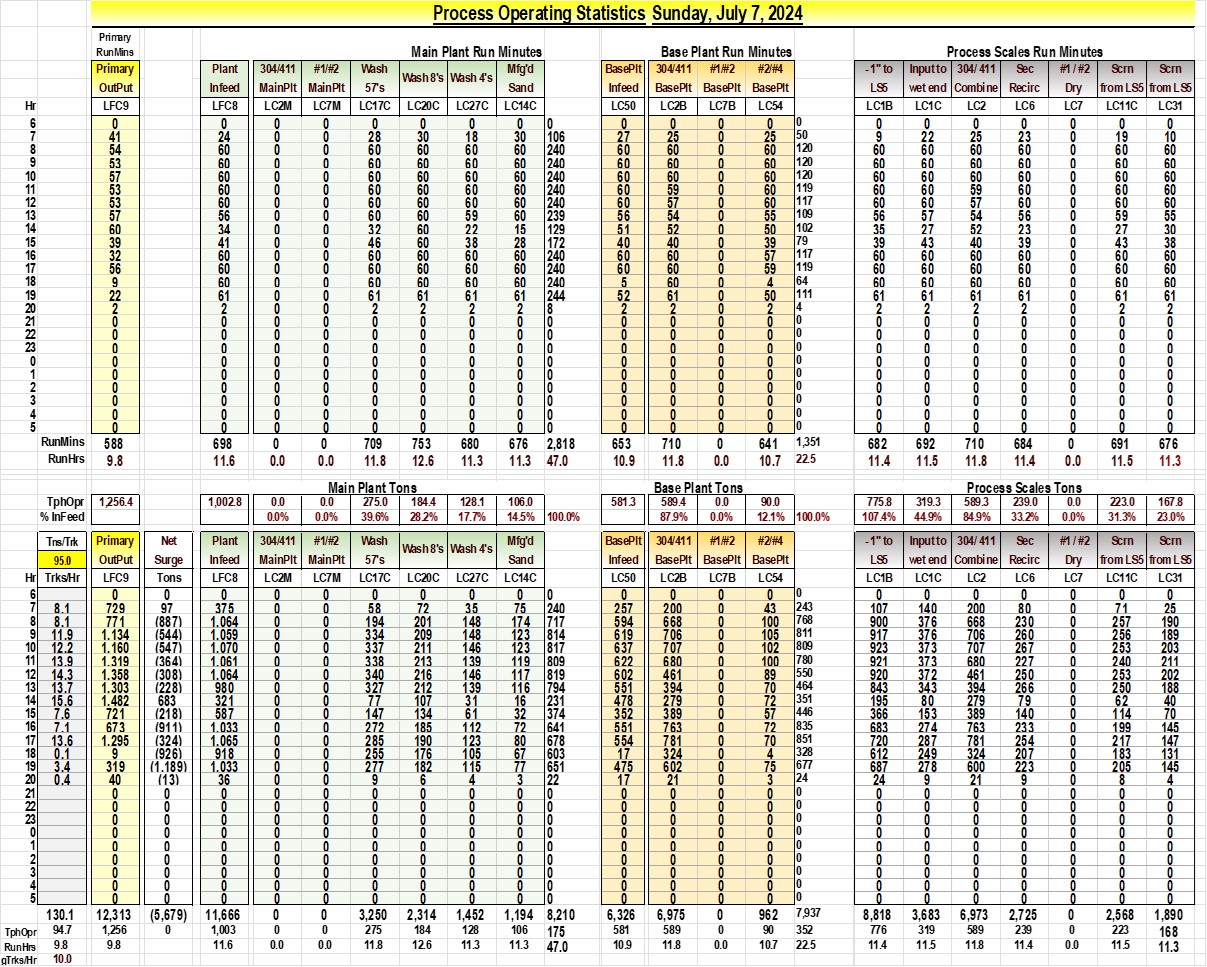 Process Operating Statistics Sunday, July 7, 2024
Primary
RunMins Main Plant Run Minutes Base Plant Run Minutes Process Scales Run Minutes
Primary Plant 304/411 #1/#2 Wash Wash 8's Wash 4's Mfg'd BasePlt 304/411 #1/#2 #2/#4 -1" to Input to 304/ 411 Sec #1 / #2 Scrn Scrn
OutPut Infeed MainPlt MainPlt 57's Sand Infeed BasePlt BasePlt BasePlt LS5 wet end Combine Recirc Dry from LS5 from LS5
Hr LFC9 LFC8 LC2M LC7M LC17C LC20C LC27C LC14C LC50 LC2B LC7B LC54 LC1B LC1C LC2 LC6 LC7 LC11C LC31
6 0 0 0 0 0 0 0 0 0 0 0 0 0 0 0 0 0 0 0 0 0
7 41 24 0 0 28 30 18 30 106 27 25 0 25 50 9 22 25 23 0 19 10
8 54 60 0 0 60 60 60 60 240 60 60 0 60 120 60 60 60 60 0 60 60
9 53 60 0 0 60 60 60 60 240 60 60 0 60 120 60 60 60 60 0 60 60
10 57 60 0 0 60 60 60 60 240 60 60 0 60 120 60 60 60 60 0 60 60
11 53 60 0 0 60 60 60 60 240 60 59 0 60 119 60 60 59 60 0 60 60
12 53 60 0 0 60 60 60 60 240 60 57 0 60 117 60 60 57 60 0 60 60
13 57 56 0 0 60 60 59 60 239 56 54 0 55 109 56 57 54 56 0 59 55
14 60 34 0 0 32 60 22 15 129 51 52 0 50 102 35 27 52 23 0 27 30
15 39 41 0 0 46 60 38 28 172 40 40 0 39 79 39 43 40 39 0 43 38
16 32 60 0 0 60 60 60 60 240 60 60 0 57 117 60 60 60 60 0 60 60
17 56 60 0 0 60 60 60 60 240 60 60 0 59 119 60 60 60 60 0 60 60
18 9 60 0 0 60 60 60 60 240 5 60 0 4 64 60 60 60 60 0 60 60
19 22 61 0 0 61 61 61 61 244 52 61 0 50 111 61 61 61 61 0 61 61
20 2 2 0 0 2 2 2 2 8 2 2 0 2 4 2 2 2 2 0 2 2
21 0 0 0 0 0 0 0 0 0 0 0 0 0 0 0 0 0 0 0 0 0
22 0 0 0 0 0 0 0 0 0 0 0 0 0 0 0 0 0 0 0 0 0
23 0 0 0 0 0 0 0 0 0 0 0 0 0 0 0 0 0 0 0 0 0
0 0 0 0 0 0 0 0 0 0 0 0 0 0 0 0 0 0 0 0 0 0
1 0 0 0 0 0 0 0 0 0 0 0 0 0 0 0 0 0 0 0 0 0
2 0 0 0 0 0 0 0 0 0 0 0 0 0 0 0 0 0 0 0 0 0
3 0 0 0 0 0 0 0 0 0 0 0 0 0 0 0 0 0 0 0 0 0
4 0 0 0 0 0 0 0 0 0 0 0 0 0 0 0 0 0 0 0 0 0
5 0 0 0 0 0 0 0 0 0 0 0 0 0 0 0 0 0 0 0 0 0
RunMins 588 698 0 0 709 753 680 676 2,818 653 710 0 641 1,351 682 692 710 684 0 691 676
RunHrs 9.8 11.6 0.0 0.0 11.8 12.6 11.3 11.3 47.0 10.9 11.8 0.0 10.7 22.5 11.4 11.5 11.8 11.4 0.0 11.5 11.3
Main Plant Tons Base Plant Tons Process Scales Tons
TphOpr 1,256.4 1,002.8 0.0 0.0 275.0 184.4 128.1 106.0 581.3 589.4 0.0 90.0 775.8 319.3 589.3 239.0 0.0 223.0 167.8
% InFeed 0.0% 0.0% 39.6% 28.2% 17.7% 14.5% 100.0% 87.9% 0.0% 12.1% 100.0% 107.4% 44.9% 84.9% 33.2% 0.0% 31.3% 23.0%
Tns/Trk Primary Net Plant 304/411 #1/#2 Wash Wash 8's Wash 4's Mfg'd BasePlt 304/411 #1/#2 #2/#4 -1" to Input to 304/ 411 Sec #1 / #2 Scrn Scrn
95.0 OutPut Surge Infeed MainPlt MainPlt 57's Sand Infeed BasePlt BasePlt BasePlt LS5 wet end Combine Recirc Dry from LS5 from LS5
Hr Trks/Hr LFC9 Tons LFC8 LC2M LC7M LC17C LC20C LC27C LC14C LC50 LC2B LC7B LC54 LC1B LC1C LC2 LC6 LC7 LC11C LC31
6 0 0 0 0 0 0 0 0 0 0 0 0 0 0 0 0 0 0 0 0 0 0
7 8.1 729 97 375 0 0 58 72 35 75 240 257 200 0 43 243 107 140 200 80 0 71 25
8 8.1 771 (887) 1,064 0 0 194 201 148 174 717 594 668 0 100 768 900 376 668 230 0 257 190
9 11.9 1,134 (544) 1,059 0 0 334 209 148 123 814 619 706 0 105 811 917 376 706 260 0 256 189
10 12.2 1,160 (547) 1,070 0 0 337 211 146 123 817 637 707 0 102 809 923 373 707 267 0 253 203
11 13.9 1,319 (364) 1,061 0 0 338 213 139 119 809 622 680 0 100 780 921 373 680 227 0 240 211
12 14.3 1,358 (308) 1,064 0 0 340 216 146 117 819 602 461 0 89 550 920 372 461 250 0 253 202
13 13.7 1,303 (228) 980 0 0 327 212 139 116 794 551 394 0 70 464 843 343 394 266 0 250 188
14 15.6 1,482 683 321 0 0 77 107 31 16 231 478 279 0 72 351 195 80 279 79 0 62 40
15 7.6 721 (218) 587 0 0 147 134 61 32 374 352 389 0 57 446 366 153 389 140 0 114 70
16 7.1 673 (911) 1,033 0 0 272 185 112 72 641 551 763 0 72 835 683 274 763 233 0 199 145
17 13.6 1,295 (324) 1,065 0 0 285 190 123 80 678 554 781 0 70 851 720 287 781 254 0 217 147
18 0.1 9 (926) 918 0 0 255 176 105 67 603 17 324 0 4 328 612 249 324 207 0 183 131
19 3.4 319 (1,189) 1,033 0 0 277 182 115 77 651 475 602 0 75 677 687 278 600 223 0 205 145
20 0.4 40 (13) 36 0 0 9 6 4 3 22 17 21 0 3 24 24 9 21 9 0 8 4
21 0 0 0 0 0 0 0 0 0 0 0 0 0 0 0 0 0 0 0 0 0 0
22 0 0 0 0 0 0 0 0 0 0 0 0 0 0 0 0 0 0 0 0 0 0
23 0 0 0 0 0 0 0 0 0 0 0 0 0 0 0 0 0 0 0 0 0 0
0 0 0 0 0 0 0 0 0 0 0 0 0 0 0 0 0 0 0 0 0 0 0
1 0 0 0 0 0 0 0 0 0 0 0 0 0 0 0 0 0 0 0 0 0 0
2 0 0 0 0 0 0 0 0 0 0 0 0 0 0 0 0 0 0 0 0 0 0
3 0 0 0 0 0 0 0 0 0 0 0 0 0 0 0 0 0 0 0 0 0 0
4 0 0 0 0 0 0 0 0 0 0 0 0 0 0 0 0 0 0 0 0 0 0
5 0 0 0 0 0 0 0 0 0 0 0 0 0 0 0 0 0 0 0 0 0 0
130.1 12,313 (5,679) 11,666 0 0 3,250 2,314 1,452 1,194 8,210 6,326 6,975 0 962 7,937 8,818 3,683 6,973 2,725 0 2,568 1,890
TphOpr 94.7 1,256 0 1,003 0 0 275 184 128 106 175 581 589 0 90 352 776 319 589 239 0 223 168
RunHrs 9.8 9.8 11.6 0.0 0.0 11.8 12.6 11.3 11.3 47.0 10.9 11.8 0.0 10.7 22.5 11.4 11.5 11.8 11.4 0.0 11.5 11.3
gTrks/Hr 10.0